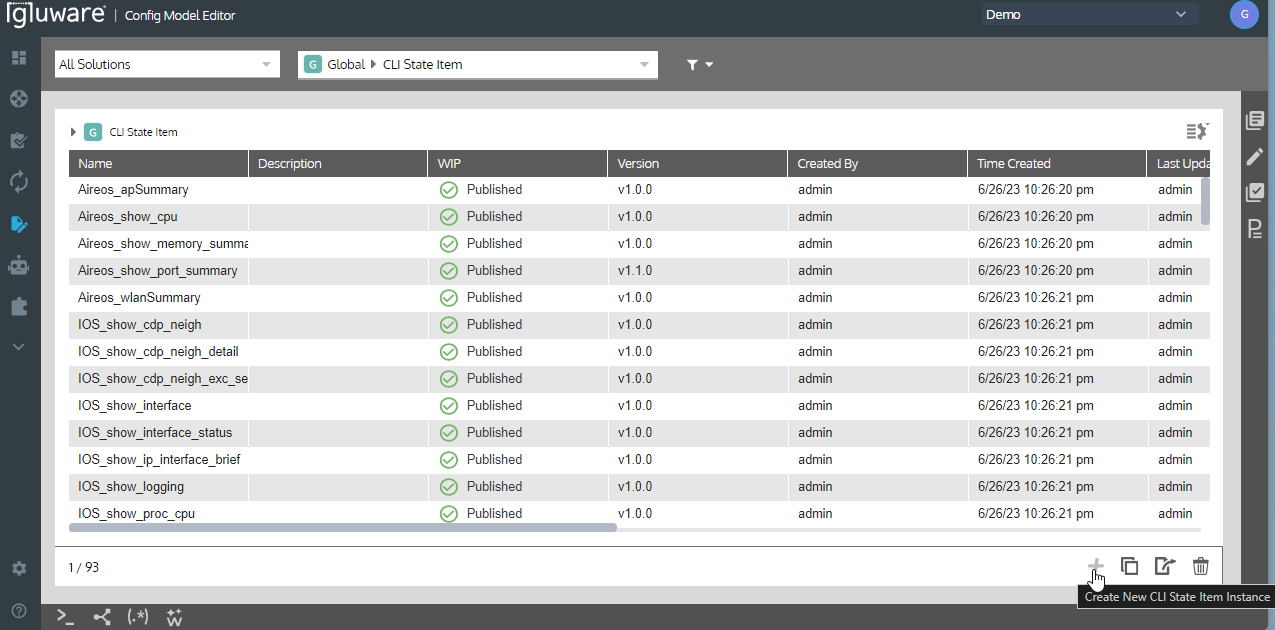 gluware® | Config Model Editor
Demo
G
All Solutions
G Global CLI State Item
G CLI State Item
Name Description WIP Version Created By Time Created Last Upda
Aireos_apSummary Published v1.0.0 admin 6/26/23 10:26:20 pm admin
Aireos_show_cpu Published v1.0.0 admin 6/26/23 10:26:20 pm admin
Aireos_show_memory_summa Published v1.0.0 admin 6/26/23 10:26:20 pm admin
Aireos_show_port_summary Published v1.1.0 admin 6/26/23 10:26:20 pm admin
Aireos_wlanSummary Published v1.0.0 admin 6/26/23 10:26:21 pm admin
IOS_show_cdp_neigh Published v1.0.0 admin 6/26/23 10:26:21 pm admin
IOS_show_cdp_neigh_detail Published v1.0.0 admin 6/26/23 10:26:21 pm admin
IOS_show_cdp_neigh_exc_se Published v1.0.0 admin 6/26/23 10:26:21 pm admin
IOS_show_interface Published v1.0.0 admin 6/26/23 10:26:21 pm admin
IOS_show_interface_status Published v1.0.0 admin 6/26/23 10:26:21 pm admin
IOS_show_ip_interface_brief Published v1.0.0 admin 6/26/23 10:26:21 pm admin
IOS_show_logging Published v1.0.0 admin 6/26/23 10:26:21 pm admin
IOS_show_proc_cpu Published v1.0.0 admin 6/26/23 10:26:21 pm admin
1 / 93
Create New CLI State Item Instance
>_ (.*) W